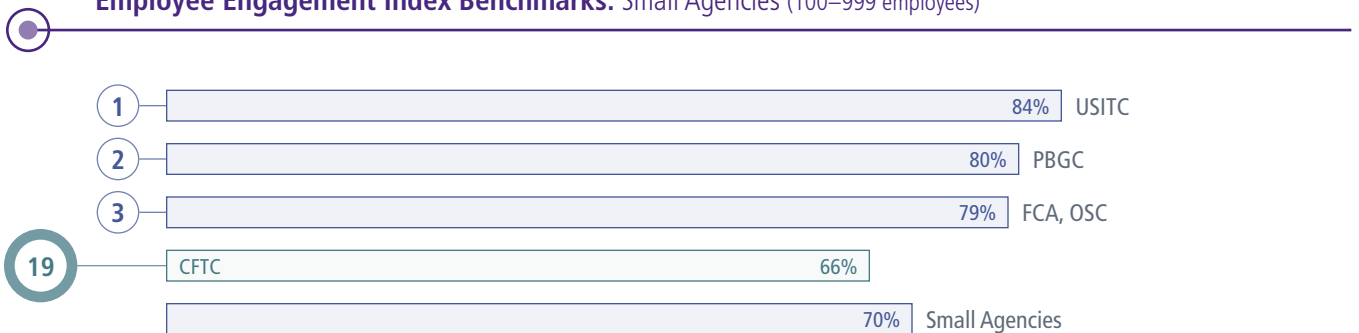 Employee Engagement Index Benchmarks: Small Agencies (100–999 employees)
1 84% USITC
2 80% PBGC
3 79% FCA, OSC
19 CFTC 66%
70% Small Agencies